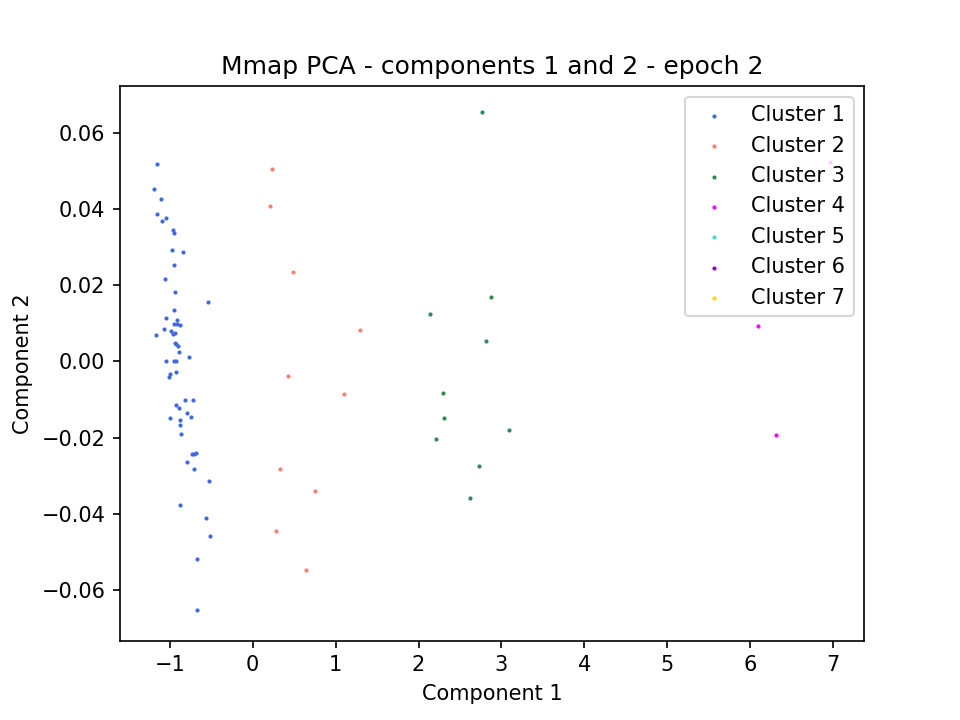 Mmap PCA - components 1 and 2 - epoch 2
Cluster 1
Cluster 2
Cluster 3
Cluster 4
Cluster 5
Cluster 6
Cluster 7
0.06
0.04
0.02
0.00
−0.02
−0.04
−0.06
Component 2
−1 0 1 2 3 4 5 6 7
Component 1